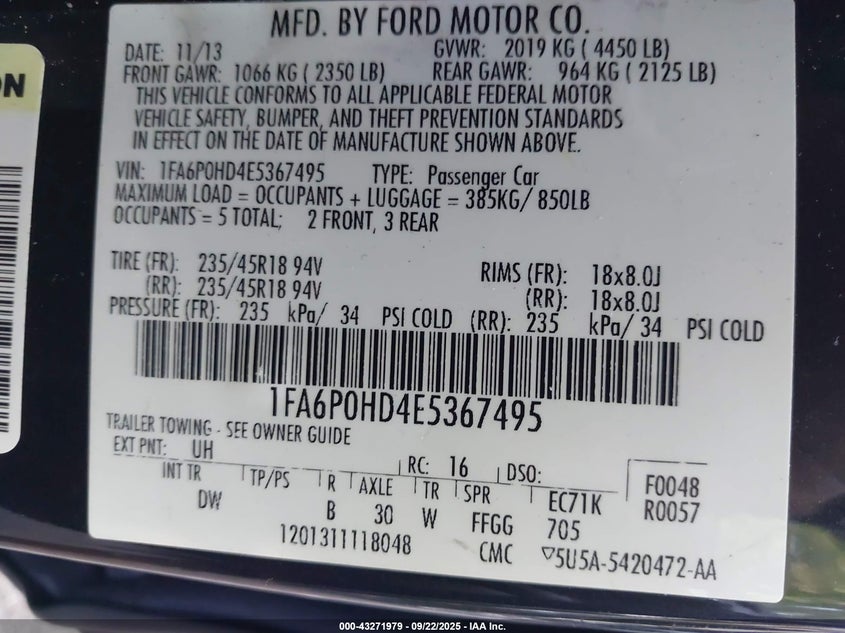 MFD. BY FORD MOTOR CO.
DATE: 11/13 GVWR: 2019 KG ( 4450 LB)
FRONT GAWR: 1066 KG ( 2350 LB) REAR GAWR: 964 KG ( 2125 LB)
THIS VEHICLE CONFORMS TO ALL APPLICABLE FEDERAL MOTOR
VEHICLE SAFETY, BUMPER, AND THEFT PREVENTION STANDARDS
IN EFFECT ON THE DATE OF MANUFACTURE SHOWN ABOVE.
VIN: 1FA6P0HD4E5367495 TYPE: Passenger Car
MAXIMUM LOAD = OCCUPANTS + LUGGAGE = 385KG/ 850LB
OCCUPANTS = 5 TOTAL; 2 FRONT, 3 REAR
TIRE (FR): 235/45R18 94V RIMS (FR): 18x8.0J
(RR): 235/45R18 94V (RR): 18x8.0J
PRESSURE (FR): 235 kPa/ 34 PSI COLD (RR): 235 kPa/ 34 PSI COLD
1FA6P0HD4E5367495
TRAILER TOWING - SEE OWNER GUIDE
EXT PNT: UH RC: 16 DSO: F0048
INT TR TP/PS R AXLE TR SPR EC71K R0057
DW B 30 W FFGG 705
1201311118048 CMC ▽5U5A-5420472-AA
ON
000-43271979 - 09/22/2025 - IAA Inc.